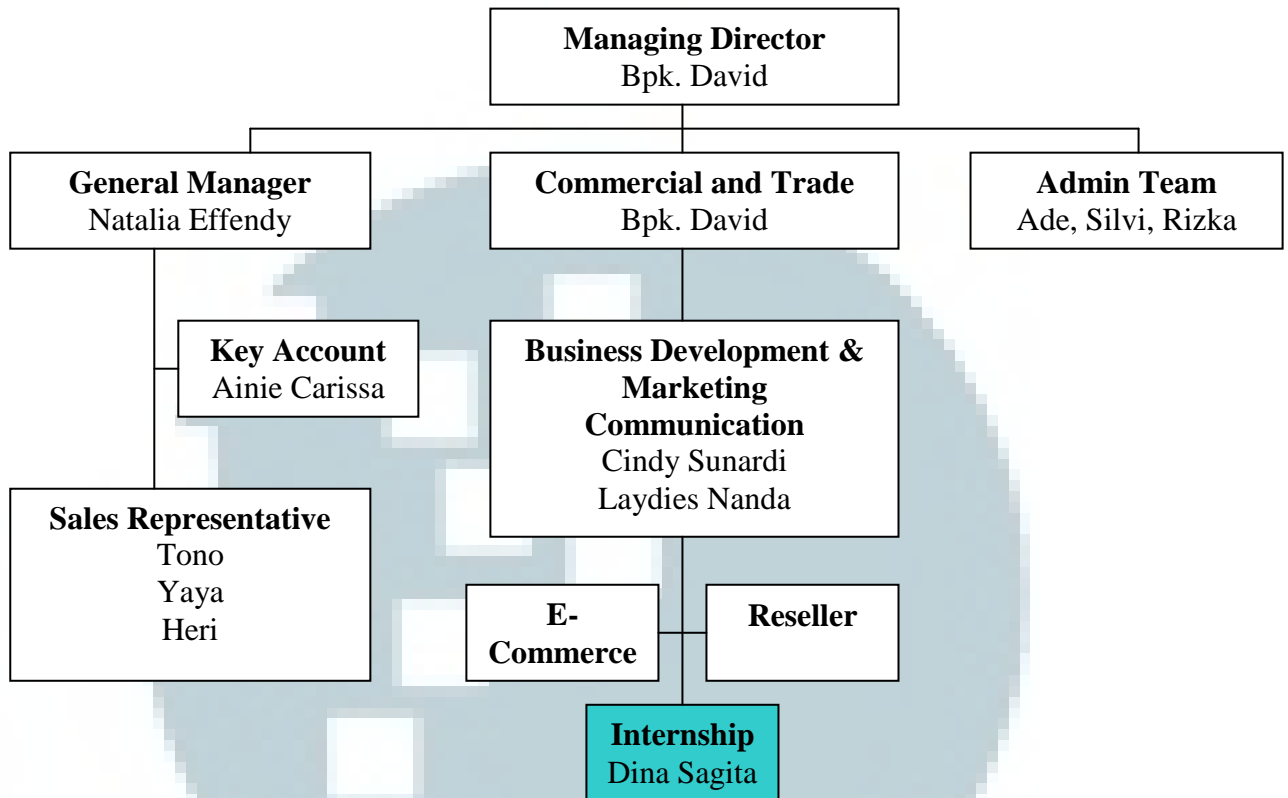 Managing Director
Bpk. David
General Manager
Natalia Effendy
Commercial and Trade
Bpk. David
Admin Team
Ade, Silvi, Rizka
Key Account
Ainie Carissa
Business Development &
Marketing
Communication
Cindy Sunardi
Laydies Nanda
Sales Representative
Tono
Yaya
Heri
E-
Commerce
Reseller
Internship
Dina Sagita